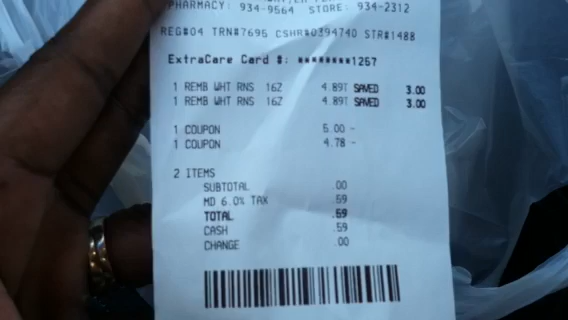 PHARMACY: 934-9564 STORE: 934-2312
REG#04 TRN#7695 CSHR#0394740 STR#1488
ExtraCare Card #: ********1267
1 REMB WHT RNS 16Z 4.89T SAVED 3.00
1 REMB WHT RNS 16Z 4.89T SAVED 3.00
1 COUPON 5.00 -
1 COUPON 4.78 -
2 ITEMS
SUBTOTAL .00
MD 6.0% TAX .59
TOTAL .59
CASH .59
CHANGE .00